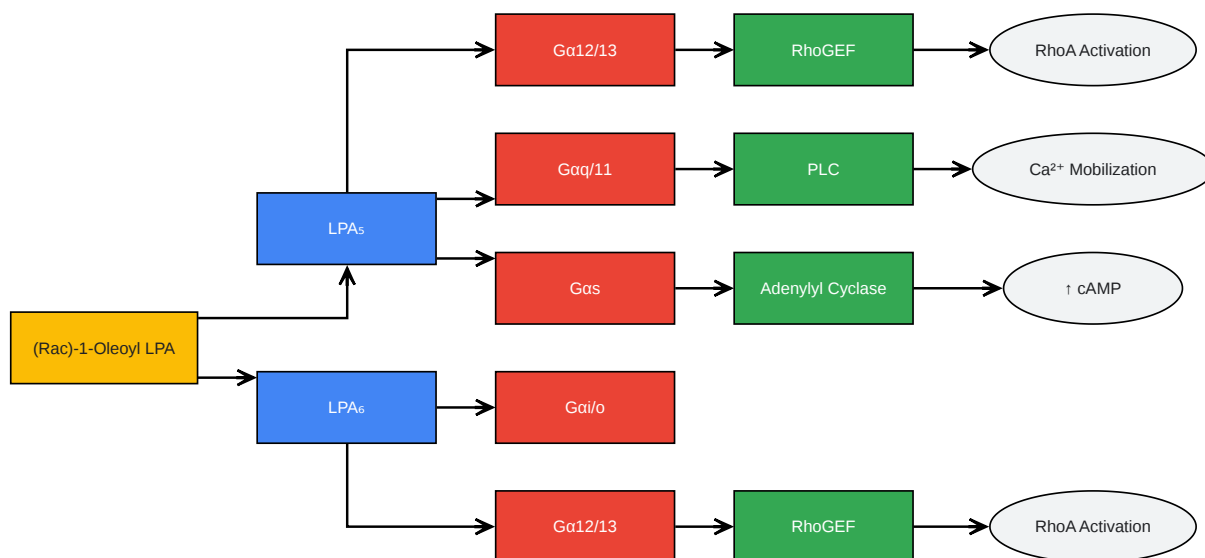 Gα12/13
RhoGEF
RhoA Activation
Gαq/11
PLC
Ca²⁺ Mobilization
LPA₅
Gαs
Adenylyl Cyclase
↑ cAMP
(Rac)-1-Oleoyl LPA
LPA₆
Gαi/o
Gα12/13
RhoGEF
RhoA Activation